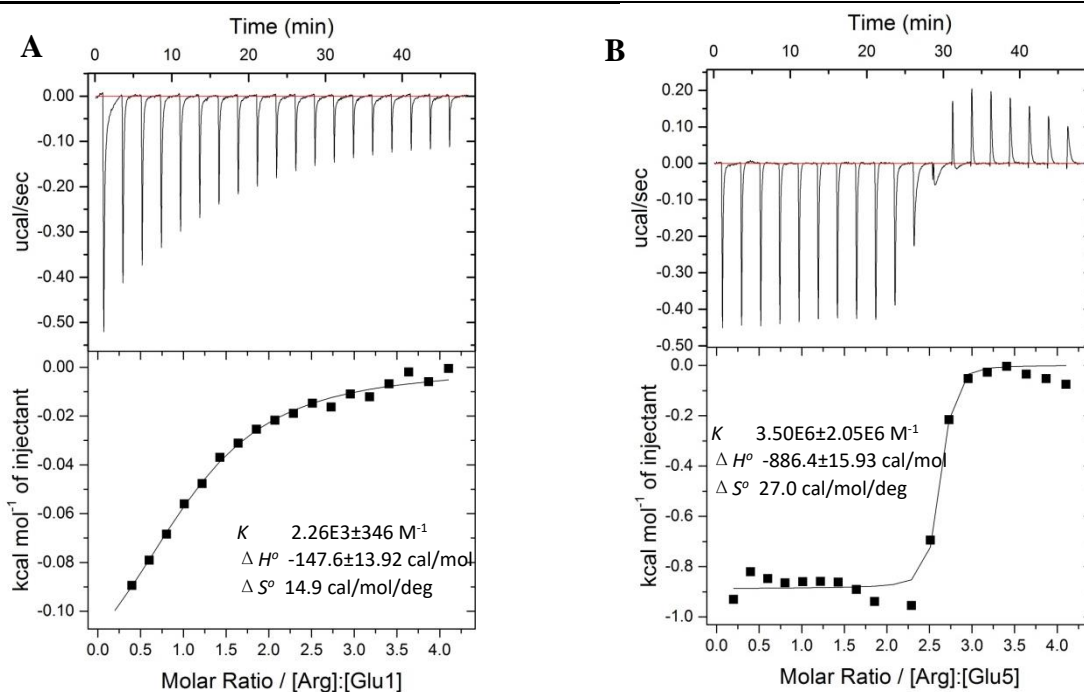 A
Time (min)
0 10 20 30 40
0.00
-0.10
-0.20
-0.30
-0.40
-0.50
ucal/sec
0.00
-0.02
-0.04
-0.06
-0.08
-0.10
kcal mol⁻¹ of injectant
K 2.26E3±346 M⁻¹
Δ Hº -147.6±13.92 cal/mol
Δ Sº 14.9 cal/mol/deg
0.0 0.5 1.0 1.5 2.0 2.5 3.0 3.5 4.0
Molar Ratio / [Arg]:[Glu1]
B
Time (min)
0 10 20 30 40
0.20
0.10
0.00
-0.10
-0.20
-0.30
-0.40
-0.50
ucal/sec
0.0
-0.2
-0.4
-0.6
-0.8
-1.0
kcal mol⁻¹ of injectant
K 3.50E6±2.05E6 M⁻¹
Δ Hº -886.4±15.93 cal/mol
Δ Sº 27.0 cal/mol/deg
0.0 0.5 1.0 1.5 2.0 2.5 3.0 3.5 4.0
Molar Ratio / [Arg]:[Glu5]